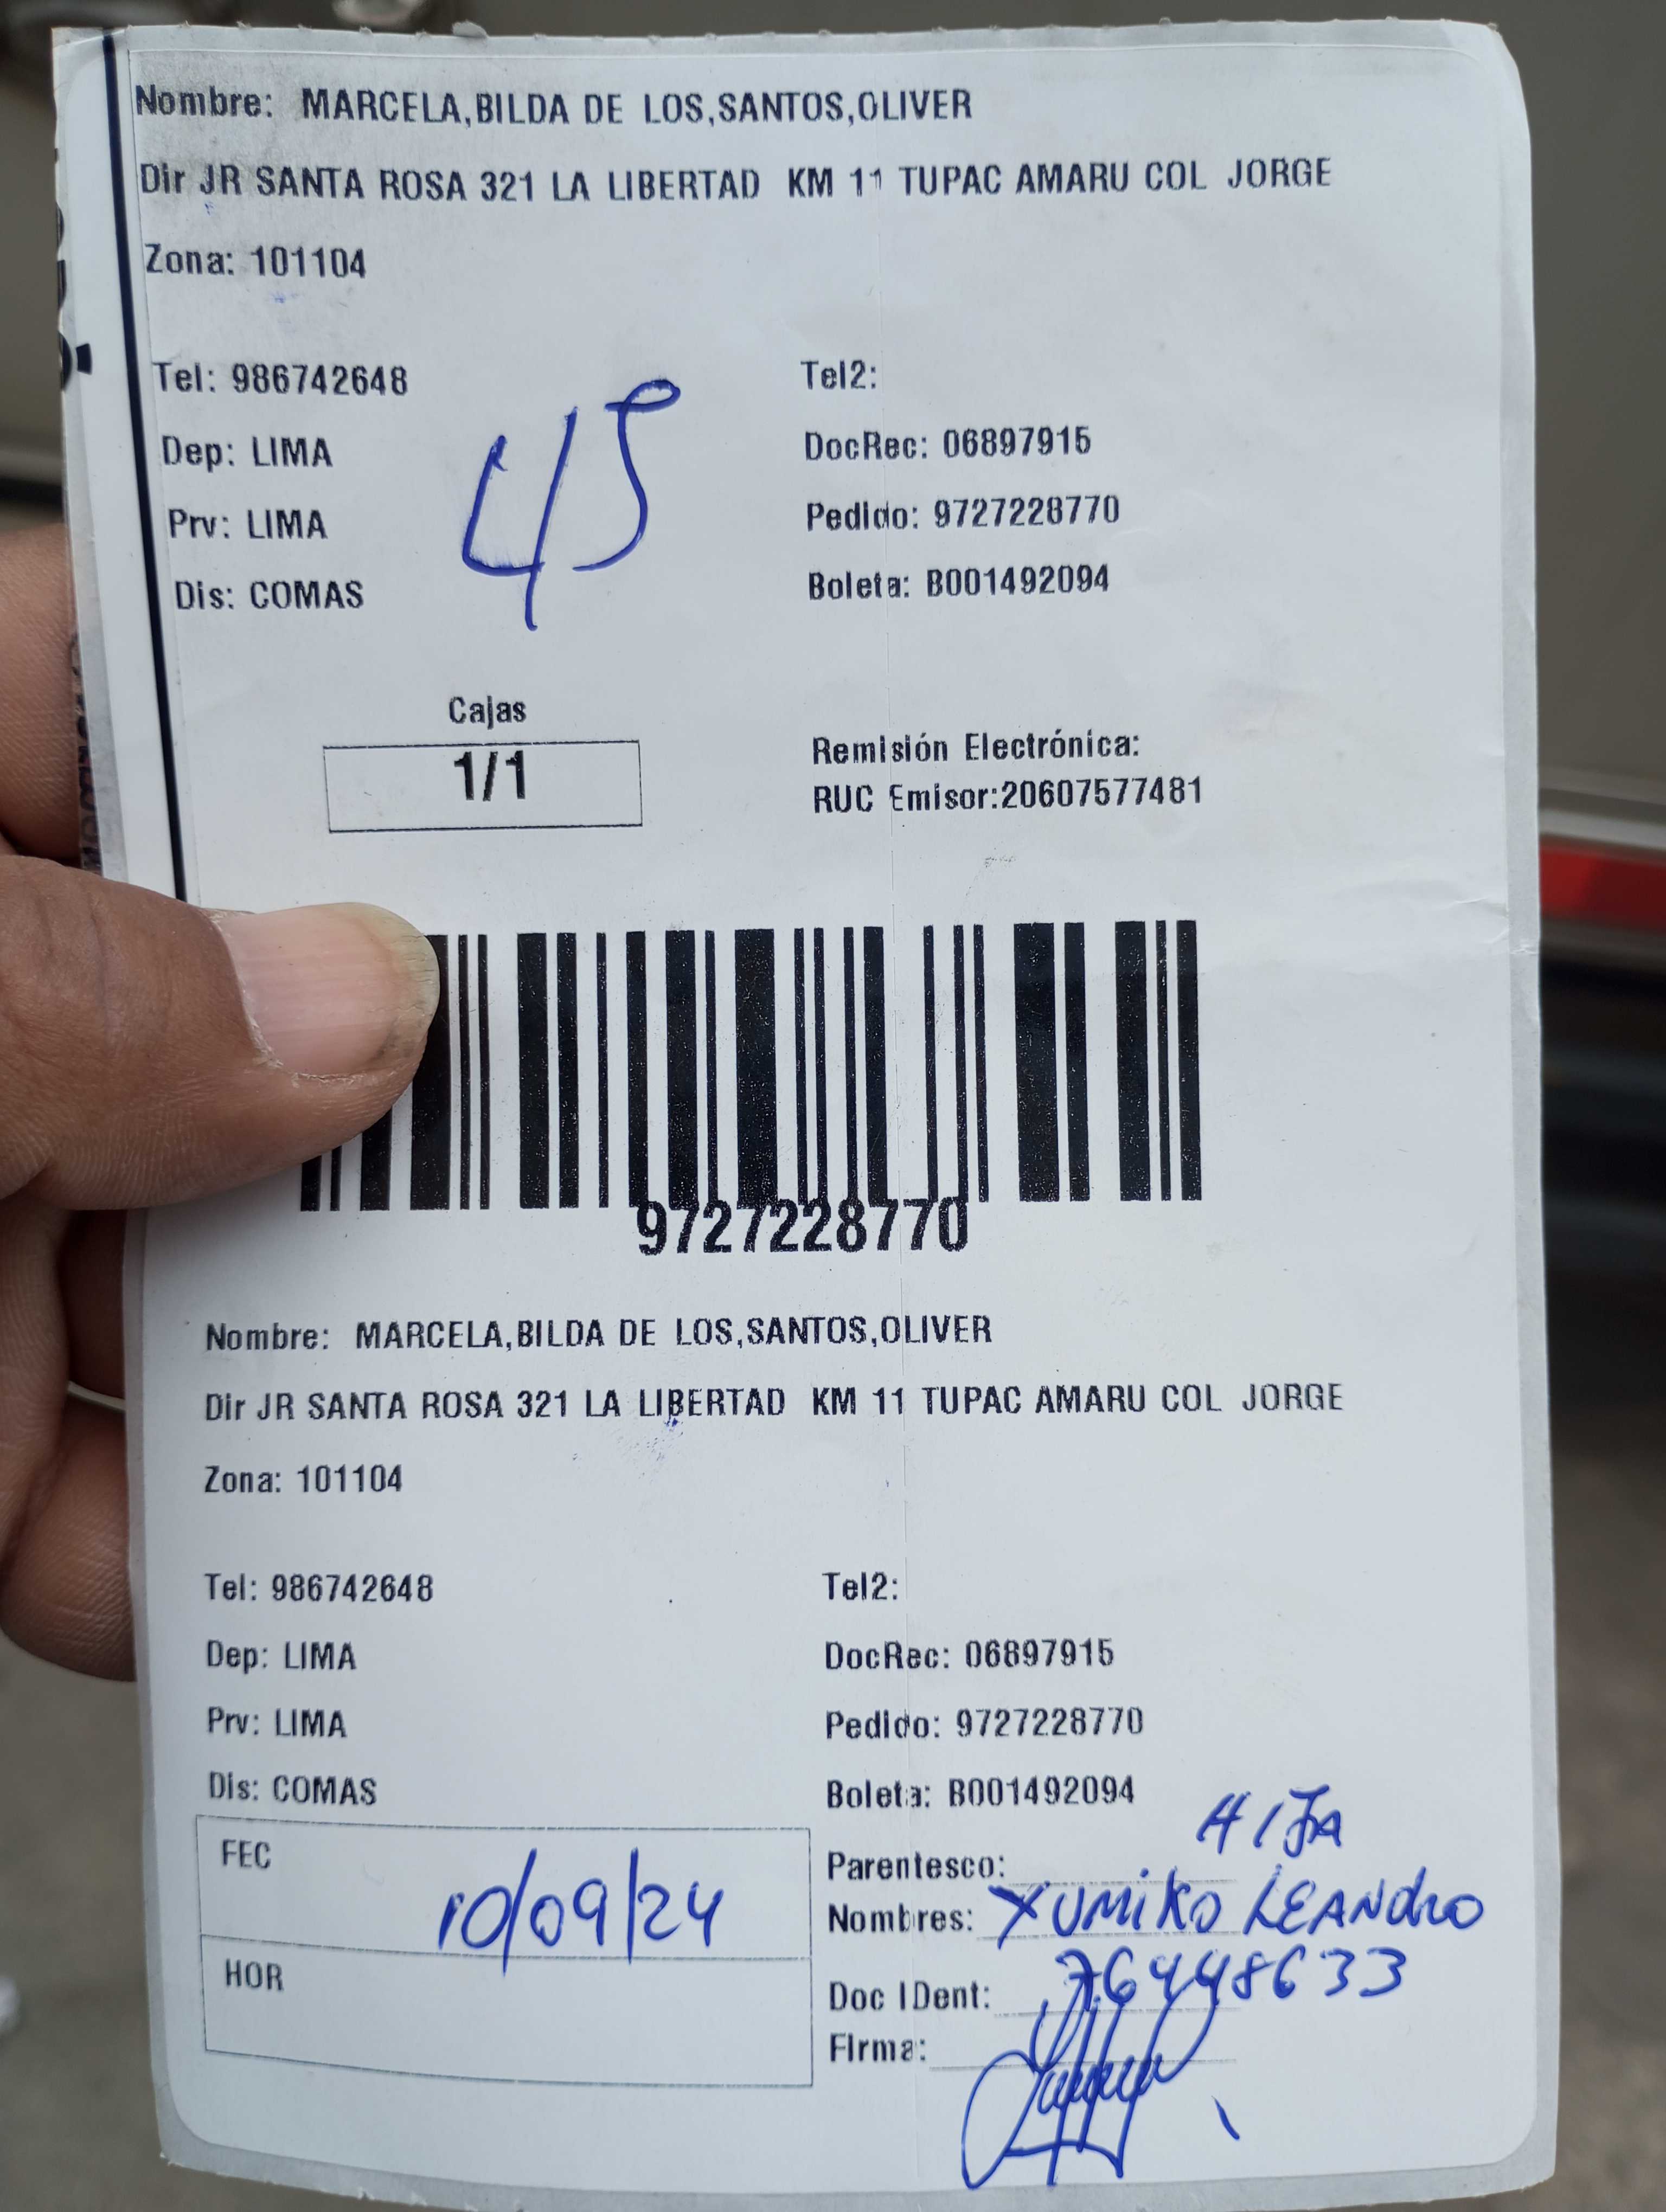 Nombre: MARCELA,BILDA DE LOS,SANTOS,OLIVER
Dir JR SANTA ROSA 321 LA LIBERTAD KM 11 TUPAC AMARU COL JORGE
Zona: 101104
Tel: 986742648 Tel2:
Dep: LIMA DocRec: 06897915
Prv: LIMA Pedido: 9727228770
Dis: COMAS Boleta: B001492094
45
Cajas
1/1
Remisión Electrónica:
RUC Emisor:20607577481
9727228770
Nombre: MARCELA,BILDA DE LOS,SANTOS,OLIVER
Dir JR SANTA ROSA 321 LA LIBERTAD KM 11 TUPAC AMARU COL JORGE
Zona: 101104
Tel: 986742648 Tel2:
Dep: LIMA DocRec: 06897915
Prv: LIMA Pedido: 9727228770
Dis: COMAS Boleta: B001492094
FEC 10/09/24
HOR
Parentesco: HIJA
Nombres: YUMIKO LEANDRO
Doc IDent: 76448633
Firma: